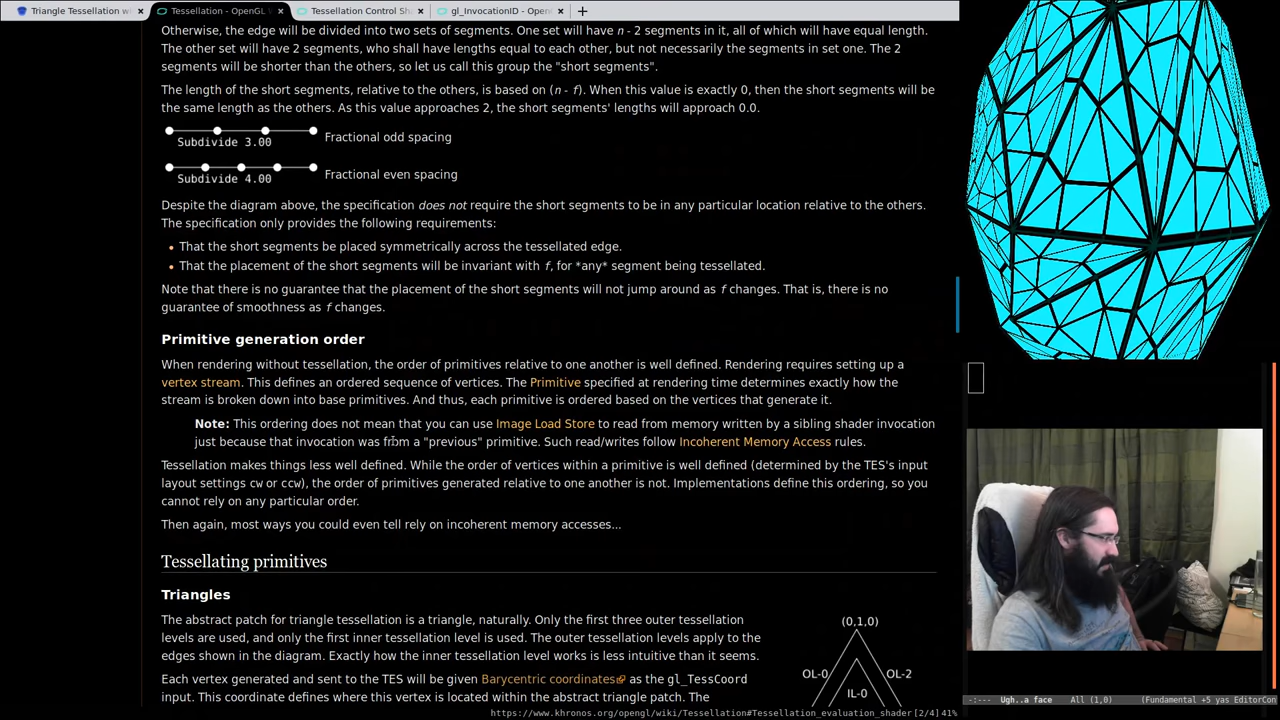 Triangle Tessellation wi
Tessellation - OpenGL
Tessellation Control Sha
gl_InvocationID - OpenG
Otherwise, the edge will be divided into two sets of segments. One set will have n - 2 segments in it, all of which will have equal length.
The other set will have 2 segments, who shall have lengths equal to each other, but not necessarily the segments in set one. The 2
segments will be shorter than the others, so let us call this group the "short segments".
The length of the short segments, relative to the others, is based on (n - f). When this value is exactly 0, then the short segments will be
the same length as the others. As this value approaches 2, the short segments' lengths will approach 0.0.
Subdivide 3.00
Fractional odd spacing
Subdivide 4.00
Fractional even spacing
Despite the diagram above, the specification does not require the short segments to be in any particular location relative to the others.
The specification only provides the following requirements:
• That the short segments be placed symmetrically across the tessellated edge.
• That the placement of the short segments will be invariant with f, for *any* segment being tessellated.
Note that there is no guarantee that the placement of the short segments will not jump around as f changes. That is, there is no
guarantee of smoothness as f changes.
Primitive generation order
When rendering without tessellation, the order of primitives relative to one another is well defined. Rendering requires setting up a
vertex stream. This defines an ordered sequence of vertices. The Primitive specified at rendering time determines exactly how the
stream is broken down into base primitives. And thus, each primitive is ordered based on the vertices that generate it.
Note: This ordering does not mean that you can use Image Load Store to read from memory written by a sibling shader invocation
just because that invocation was from a "previous" primitive. Such read/writes follow Incoherent Memory Access rules.
Tessellation makes things less well defined. While the order of vertices within a primitive is well defined (determined by the TES's input
layout settings cw or ccw), the order of primitives generated relative to one another is not. Implementations define this ordering, so you
cannot rely on any particular order.
Then again, most ways you could even tell rely on incoherent memory accesses...
Tessellating primitives
Triangles
The abstract patch for triangle tessellation is a triangle, naturally. Only the first three outer tessellation
levels are used, and only the first inner tessellation level is used. The outer tessellation levels apply to the
edges shown in the diagram. Exactly how the inner tessellation level works is less intuitive than it seems.
Each vertex generated and sent to the TES will be given Barycentric coordinates as the gl_TessCoord
input. This coordinate defines where this vertex is located within the abstract triangle patch. The
(0,1,0)
OL-0
OL-2
IL-0
https://www.khronos.org/opengl/wiki/Tessellation#Tessellation_evaluation_shader [2/4] 41%
-:--- Ugh..a face All (1,0) (Fundamental +5 yas EditorCon